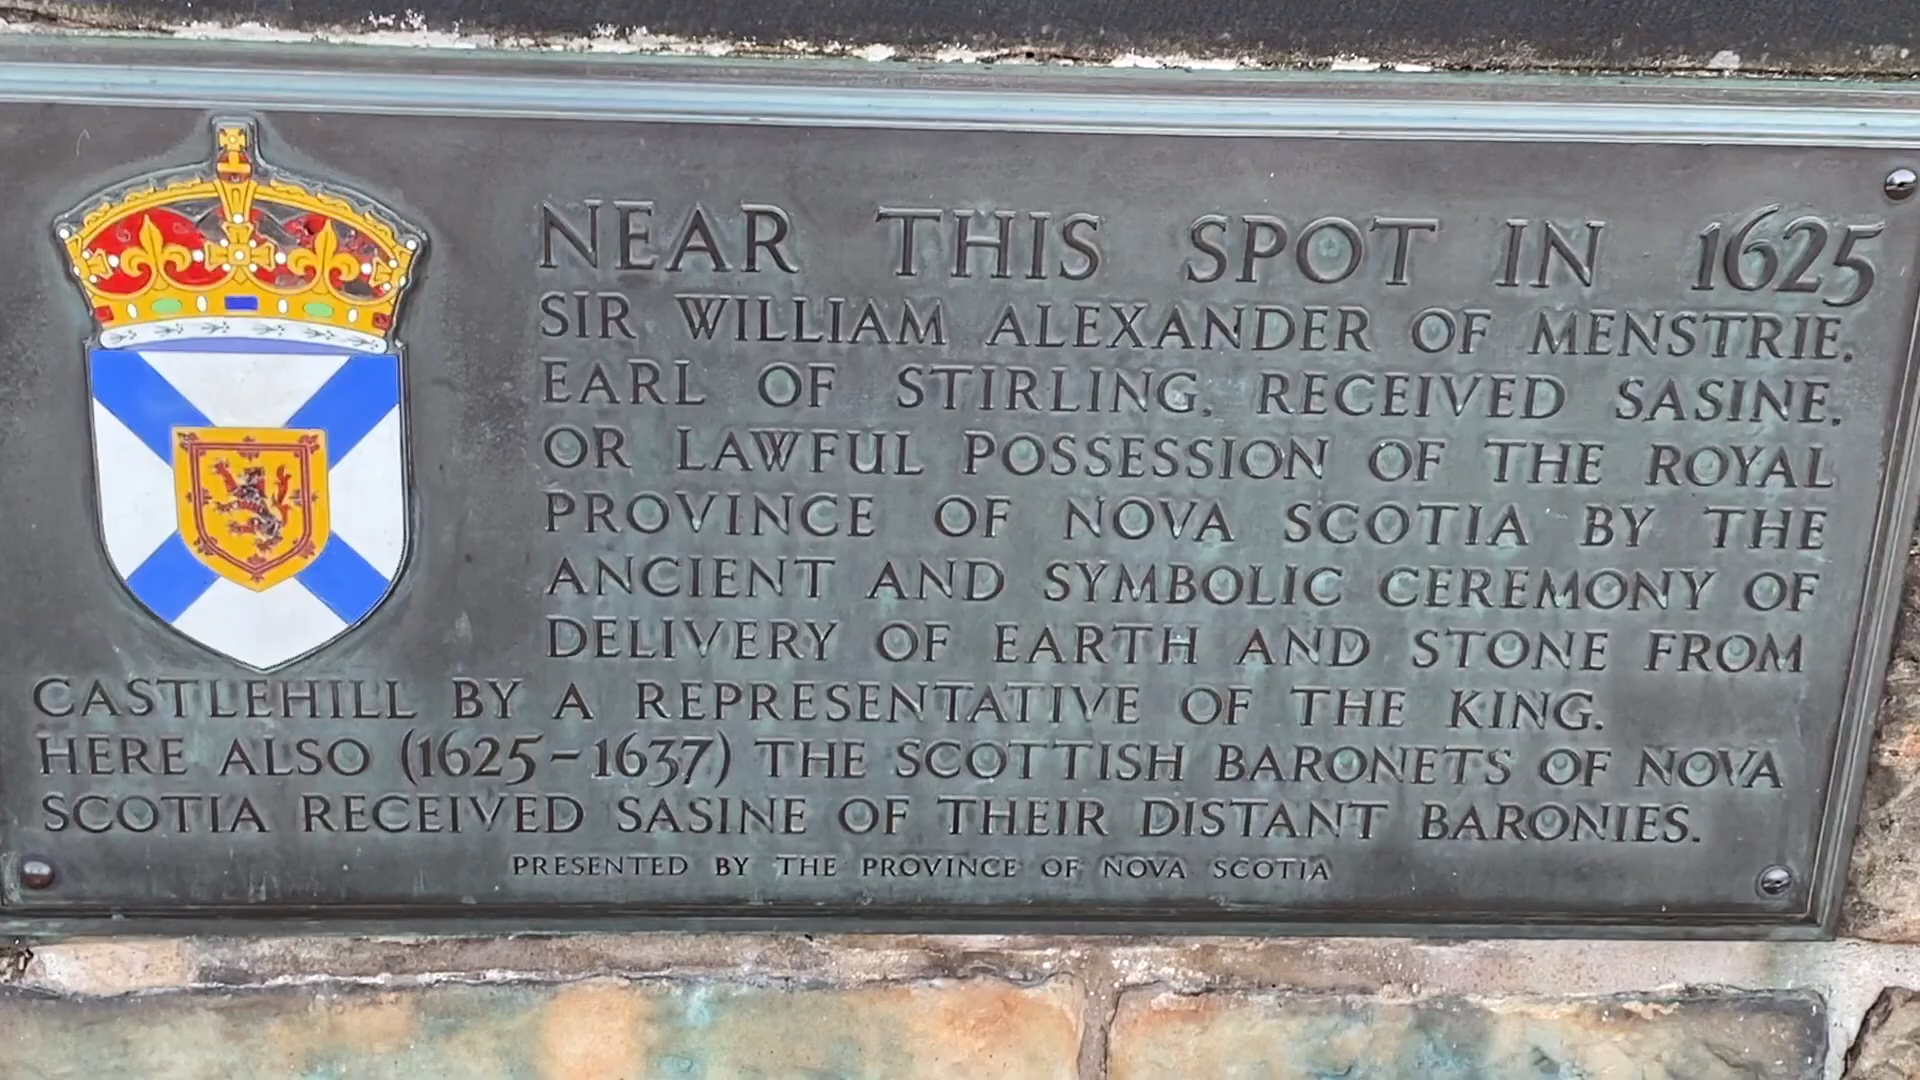 NEAR THIS SPOT IN 1625
SIR WILLIAM ALEXANDER OF MENSTRIE,
EARL OF STIRLING, RECEIVED SASINE,
OR LAWFUL POSSESSION OF THE ROYAL
PROVINCE OF NOVA SCOTIA BY THE
ANCIENT AND SYMBOLIC CEREMONY OF
DELIVERY OF EARTH AND STONE FROM
CASTLEHILL BY A REPRESENTATIVE OF THE KING.
HERE ALSO (1625-1637) THE SCOTTISH BARONETS OF NOVA
SCOTIA RECEIVED SASINE OF THEIR DISTANT BARONIES.
PRESENTED BY THE PROVINCE OF NOVA SCOTIA